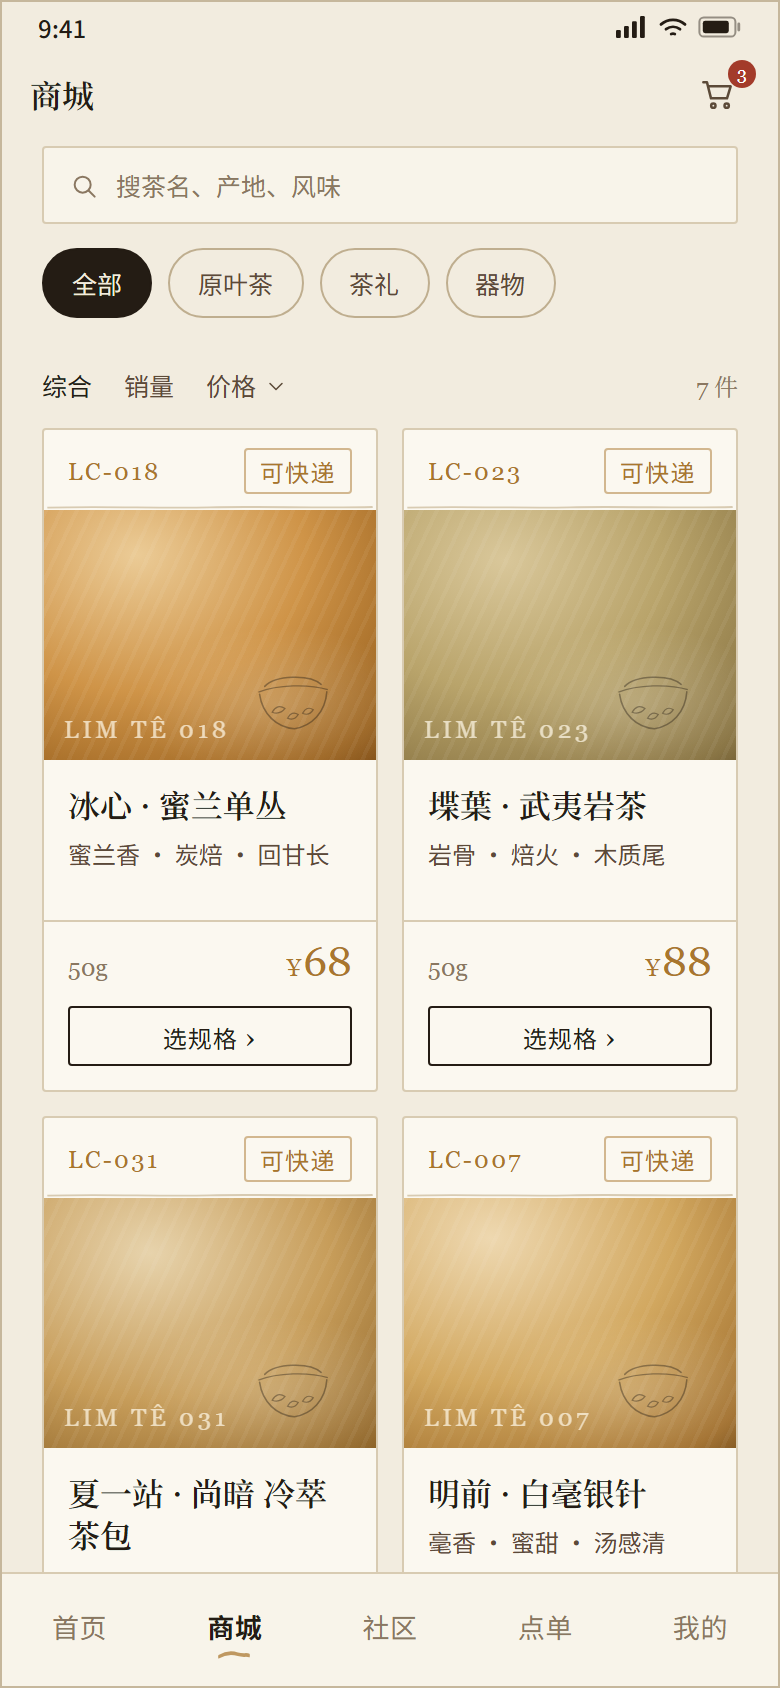 9:41
商城
3
搜茶名、产地、风味
全部 原叶茶 茶礼 器物
综合 销量 价格 7 件
LC-018 可快递
LIM TÊ 018
冰心 · 蜜兰单丛
蜜兰香 · 炭焙 · 回甘长
50g ¥68
选规格 ›
LC-023 可快递
LIM TÊ 023
堞葉 · 武夷岩茶
岩骨 · 焙火 · 木质尾
50g ¥88
选规格 ›
LC-031 可快递
LIM TÊ 031
夏一站 · 尚暗 冷萃
茶包
LC-007 可快递
LIM TÊ 007
明前 · 白毫银针
毫香 · 蜜甜 · 汤感清
首页 商城 社区 点单 我的